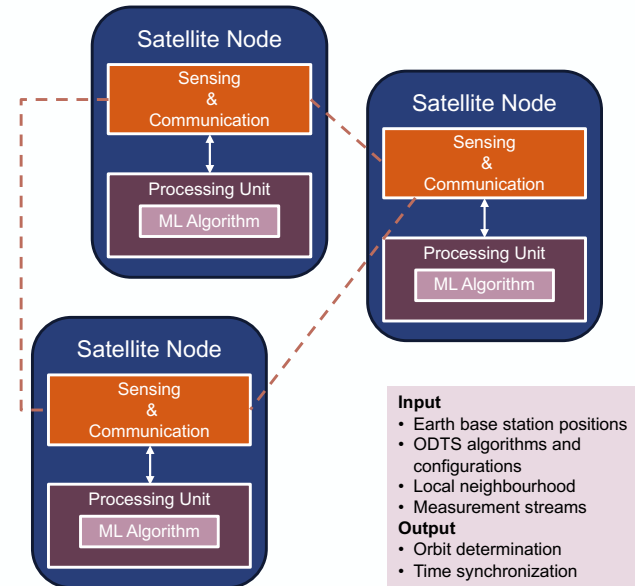 Satellite Node
Sensing
&
Communication
Processing Unit
ML Algorithm
Satellite Node
Sensing
&
Communication
Processing Unit
ML Algorithm
Satellite Node
Sensing
&
Communication
Processing Unit
ML Algorithm
Input
• Earth base station positions
• ODTS algorithms and
configurations
• Local neighbourhood
• Measurement streams
Output
• Orbit determination
• Time synchronization